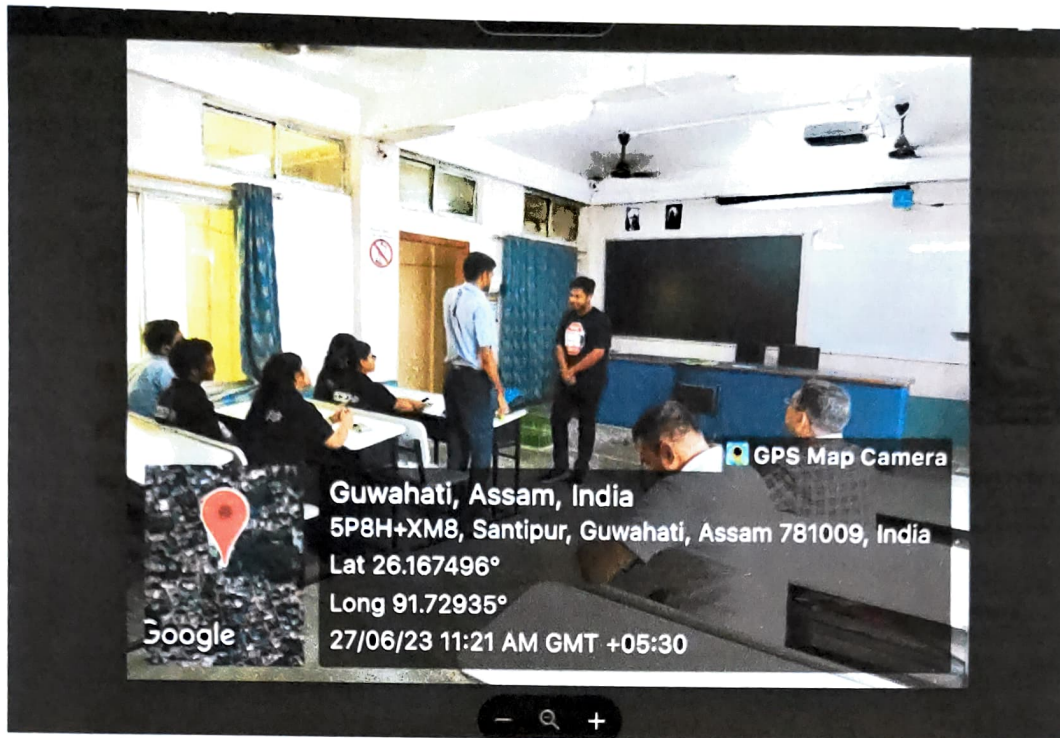 GPS Map Camera
Guwahati, Assam, India
5P8H+XM8, Santipur, Guwahati, Assam 781009, India
Lat 26.167496°
Long 91.72935°
27/06/23 11:21 AM GMT +05:30
Google